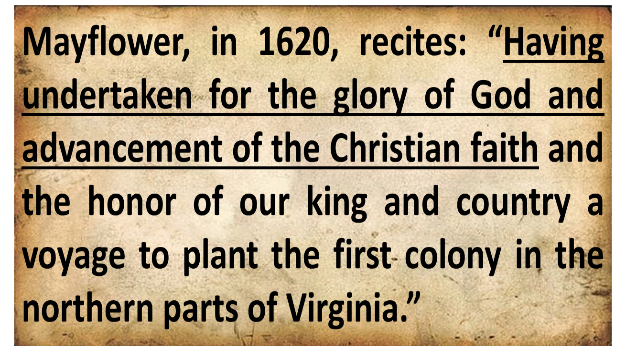 Mayflower, in 1620, recites: “Having
undertaken for the glory of God and
advancement of the Christian faith and
the honor of our king and country a
voyage to plant the first colony in the
northern parts of Virginia.”